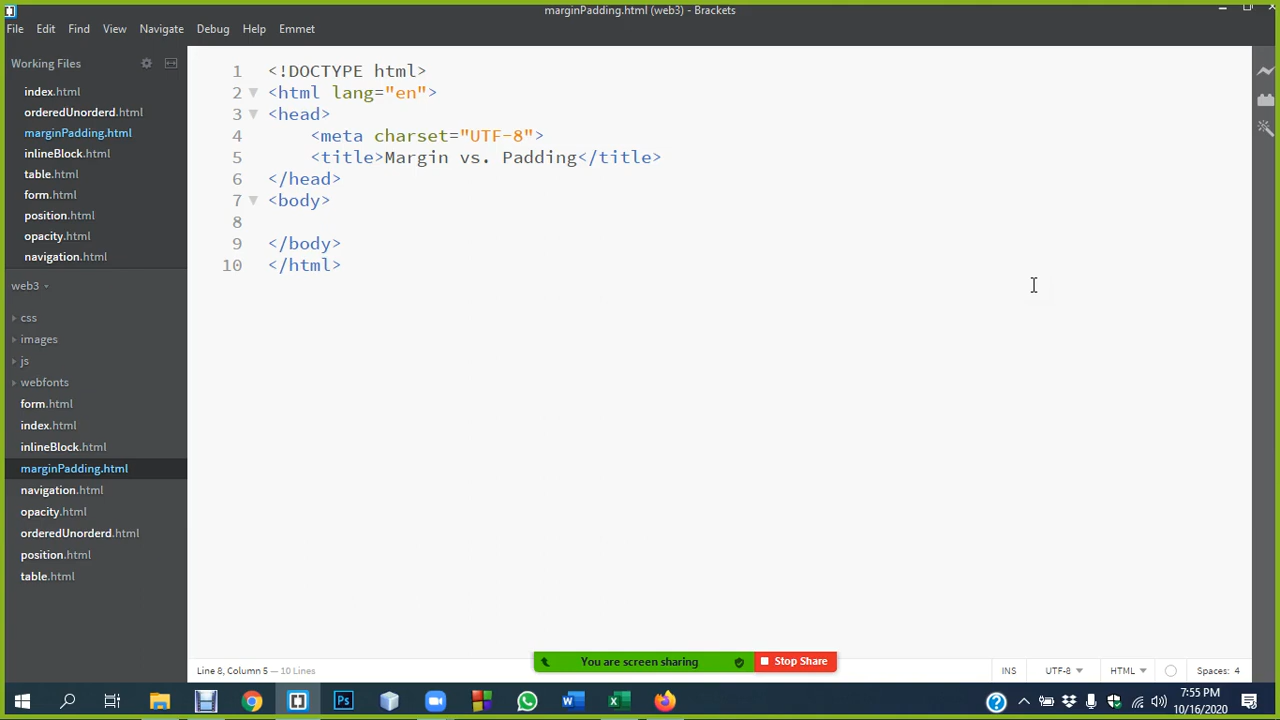 marginPadding.html (web3) - Brackets
File Edit Find View Navigate Debug Help Emmet
Working Files
index.html
orderedUnorderd.html
marginPadding.html
inlineBlock.html
table.html
form.html
position.html
opacity.html
navigation.html
web3
css
images
js
webfonts
form.html
index.html
inlineBlock.html
marginPadding.html
navigation.html
opacity.html
orderedUnorderd.html
position.html
table.html
1 <!DOCTYPE html>
2 <html lang="en">
3 <head>
4 <meta charset="UTF-8">
5 <title>Margin vs. Padding</title>
6 </head>
7 <body>
8
9 </body>
10 </html>
Line 8, Column 5 — 10 Lines
INS UTF-8 HTML Spaces: 4
You are screen sharing Stop Share
Ps
7:55 PM
10/16/2020